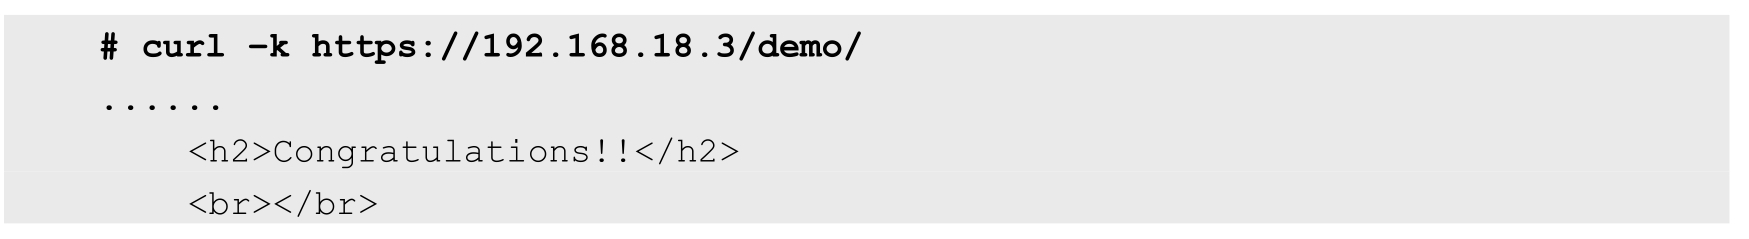 # curl -k https://192.168.18.3/demo/
......
<h2>Congratulations!!</h2>
<br></br>